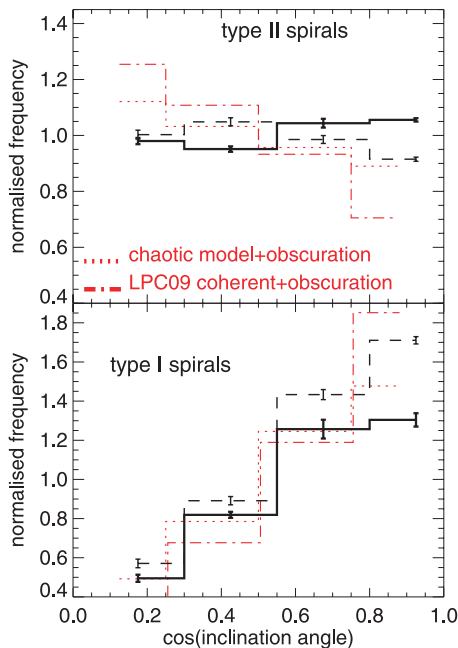 type II spirals
1.4
1.2
1.0
0.8
0.6
0.4
normalised frequency
chaotic model+obscuration
LPC09 coherent+obscuration
type I spirals
1.8
1.6
1.4
1.2
1.0
0.8
0.6
0.4
normalised frequency
0.0 0.2 0.4 0.6 0.8 1.0
cos(inclination angle)